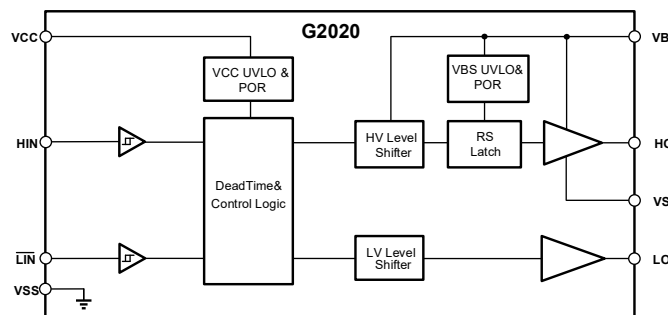 G2020
VCC
VB
VCC UVLO &
POR
VBS UVLO&
POR
HIN
HV Level
Shifter
RS
Latch
DeadTime&
Control Logic
VS
LIN
LV Level
Shifter
VSS